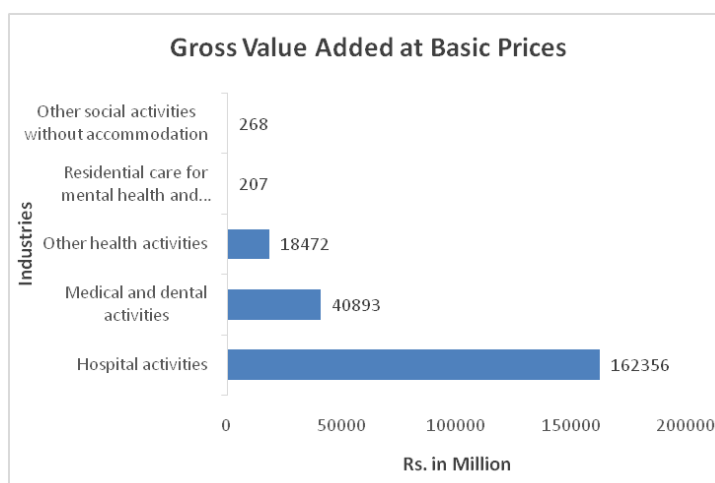 Gross Value Added at Basic Prices
Other social activities
without accommodation
268
Residential care for
mental health and...
207
Other health activities
18472
Medical and dental
activities
40893
Hospital activities
162356
Industries
0 50000 100000 150000 200000
Rs. in Million